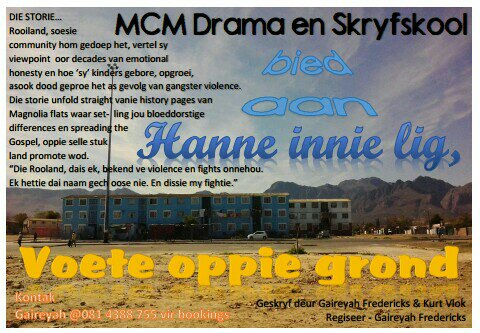 MCM Drama en Skryfskool
bied
aan
Hanne innie lig,
Voete oppie grond
DIE STORIE...
Rooiland, soesie
community hom gedoep het, vertel sy
viewpoint oor decades van emotional
honesty en hoe ‘sy’ kinders gebore, opgroei,
asook dood geproe het as gevolg van gangster violence.
Die storie unfold straight vanie history pages van
Magnolia flats waar set- ling jou bloeddorstige
differences en spreading the
Gospel, oppie selle stuk
land promote wod.
“Die Rooland, dais ek, bekend ve violence en fights onnehou.
Ek hettie dai naam gechoose nie. En dissie my fightie.”
Kontak
Gaireyah @081 4388 755 vir bookings
Geskryf deur Gaireyah Fredericks & Kurt Vlok
Regiseer - Gaireyah Fredericks